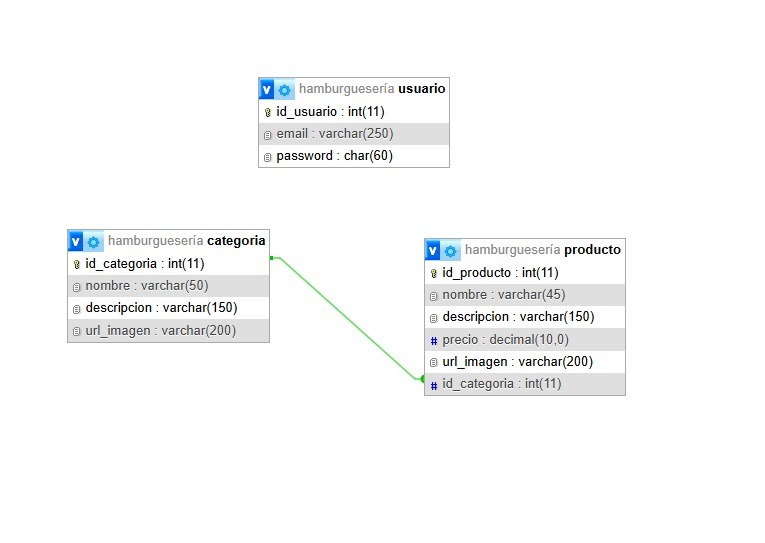 hamburguesería usuario
id_usuario : int(11)
email : varchar(250)
password : char(60)
hamburguesería categoria
id_categoria : int(11)
nombre : varchar(50)
descripcion : varchar(150)
url_imagen : varchar(200)
hamburguesería producto
id_producto : int(11)
nombre : varchar(45)
descripcion : varchar(150)
# precio : decimal(10,0)
url_imagen : varchar(200)
# id_categoria : int(11)